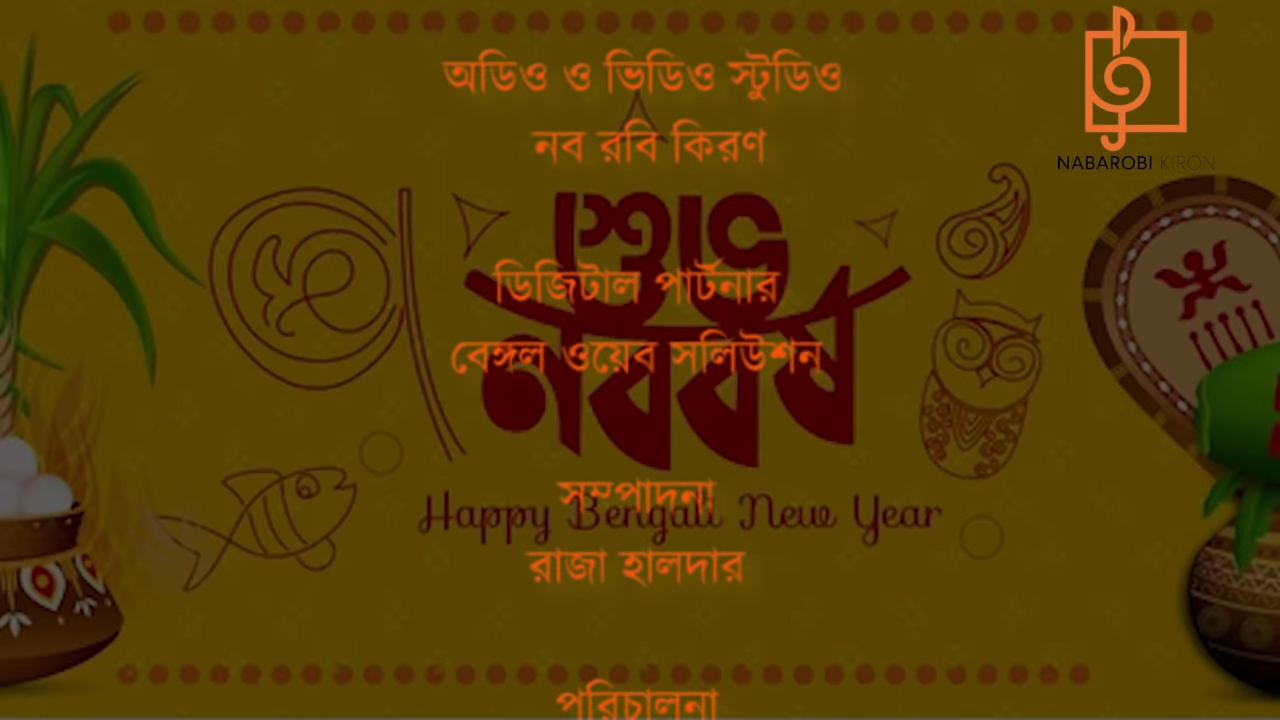 অডিও ও ভিডিও স্টুডিও
নব রবি কিরণ
NABAROBI KIRON
শুভ
ডিজিটাল পার্টনার
নববর্ষ
বেঙ্গল ওয়েব সলিউশন
সম্পাদনা
Happy Bengali New Year
রাজা হালদার
পরিচালনা